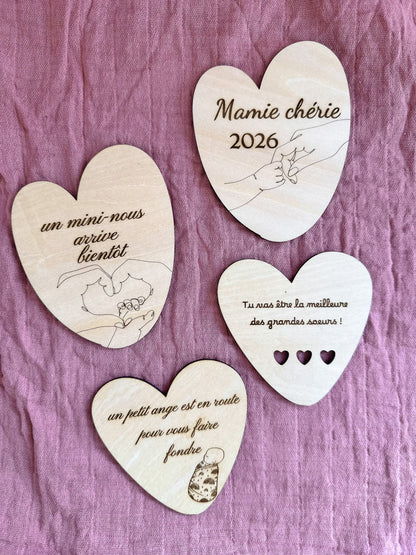 Mamie chérie
2026
un mini-nous
arrive
bientôt
Tu vas être la meilleure
des grandes soeurs !
un petit ange est en route
pour vous faire
fondre